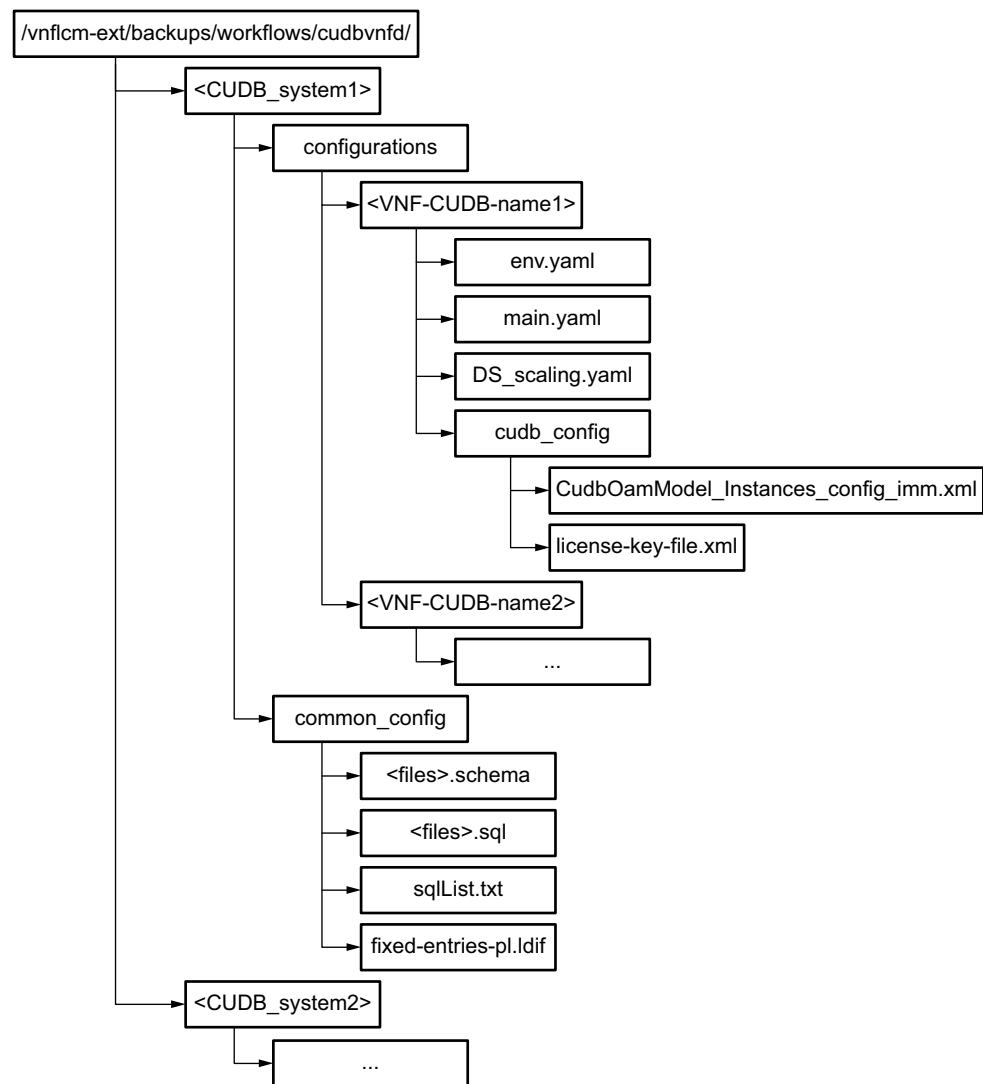 /vnflcm-ext/backups/workflows/cudbvnfd/
<CUDB_system1>
configurations
<VNF-CUDB-name1>
env.yaml
main.yaml
DS_scaling.yaml
cudb_config
CudbOamModel_Instances_config_imm.xml
license-key-file.xml
<VNF-CUDB-name2>
...
common_config
<files>.schema
<files>.sql
sqlList.txt
fixed-entries-pl.ldif
<CUDB_system2>
...